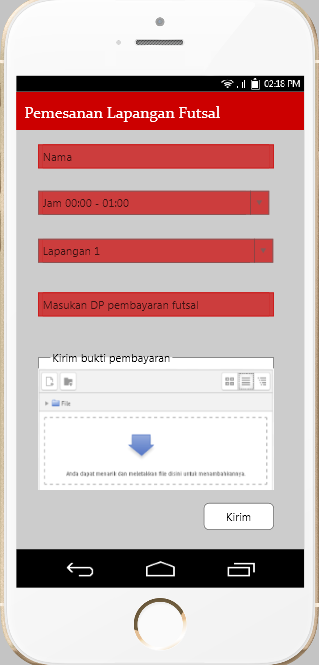 02:18 PM
Pemesanan Lapangan Futsal
Nama
Jam 00:00 - 01:00
Lapangan 1
Masukan DP pembayaran futsal
Kirim bukti pembayaran
File
Anda dapat menarik dan meletakkan file disini untuk menambahkannya.
Kirim